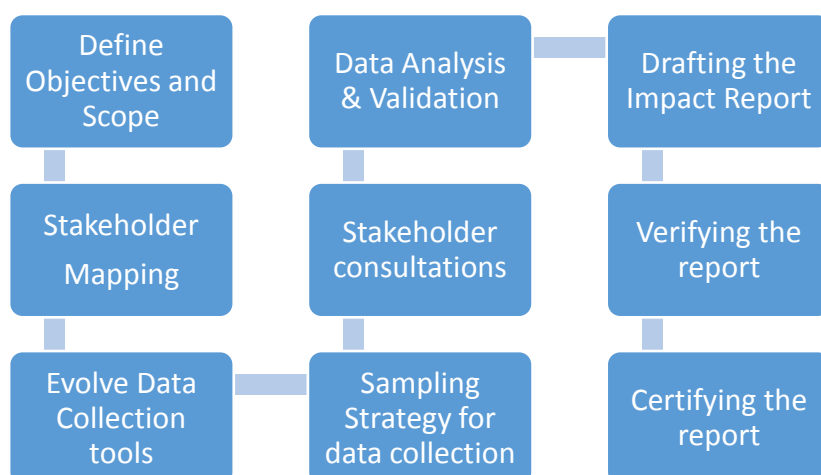 Define
Objectives and
Scope
Stakeholder
Mapping
Evolve Data
Collection
tools
Sampling
Strategy for
data collection
Stakeholder
consultations
Data Analysis
& Validation
Drafting the
Impact Report
Verifying the
report
Certifying the
report